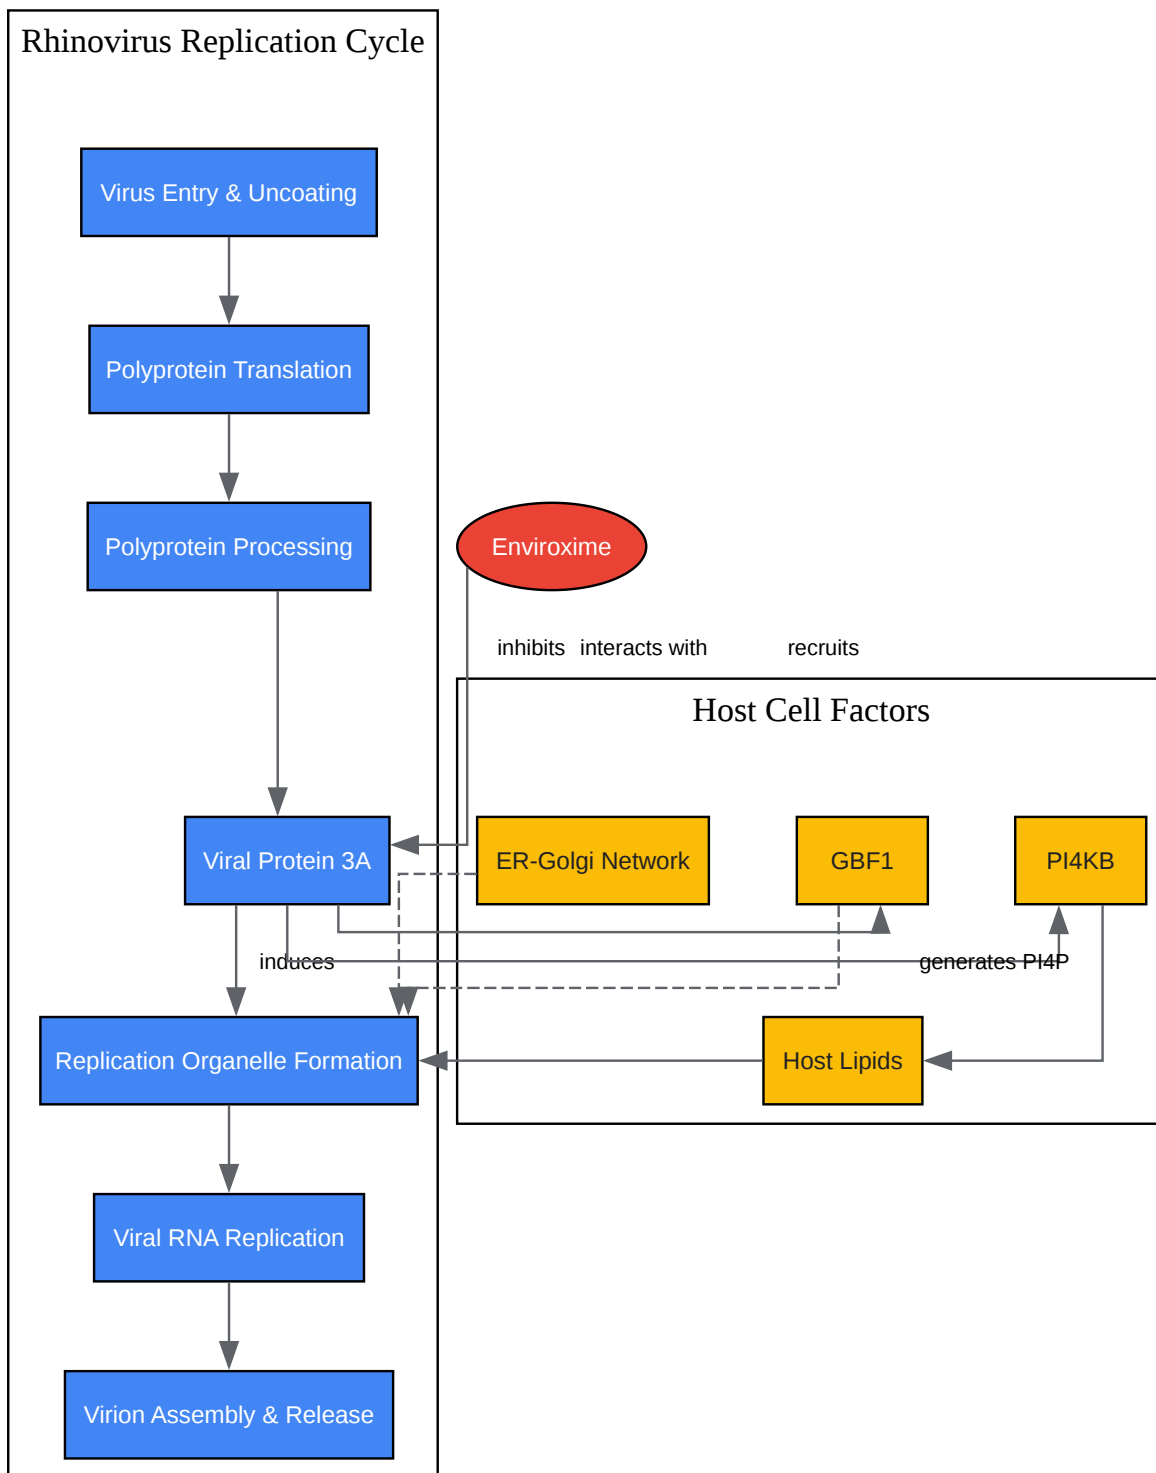 Rhinovirus Replication Cycle
Virus Entry & Uncoating
Polyprotein Translation
Polyprotein Processing
Enviroxime
inhibits
interacts with
recruits
Host Cell Factors
Viral Protein 3A
ER-Golgi Network
GBF1
PI4KB
induces
generates PI4P
Replication Organelle Formation
Host Lipids
Viral RNA Replication
Virion Assembly & Release